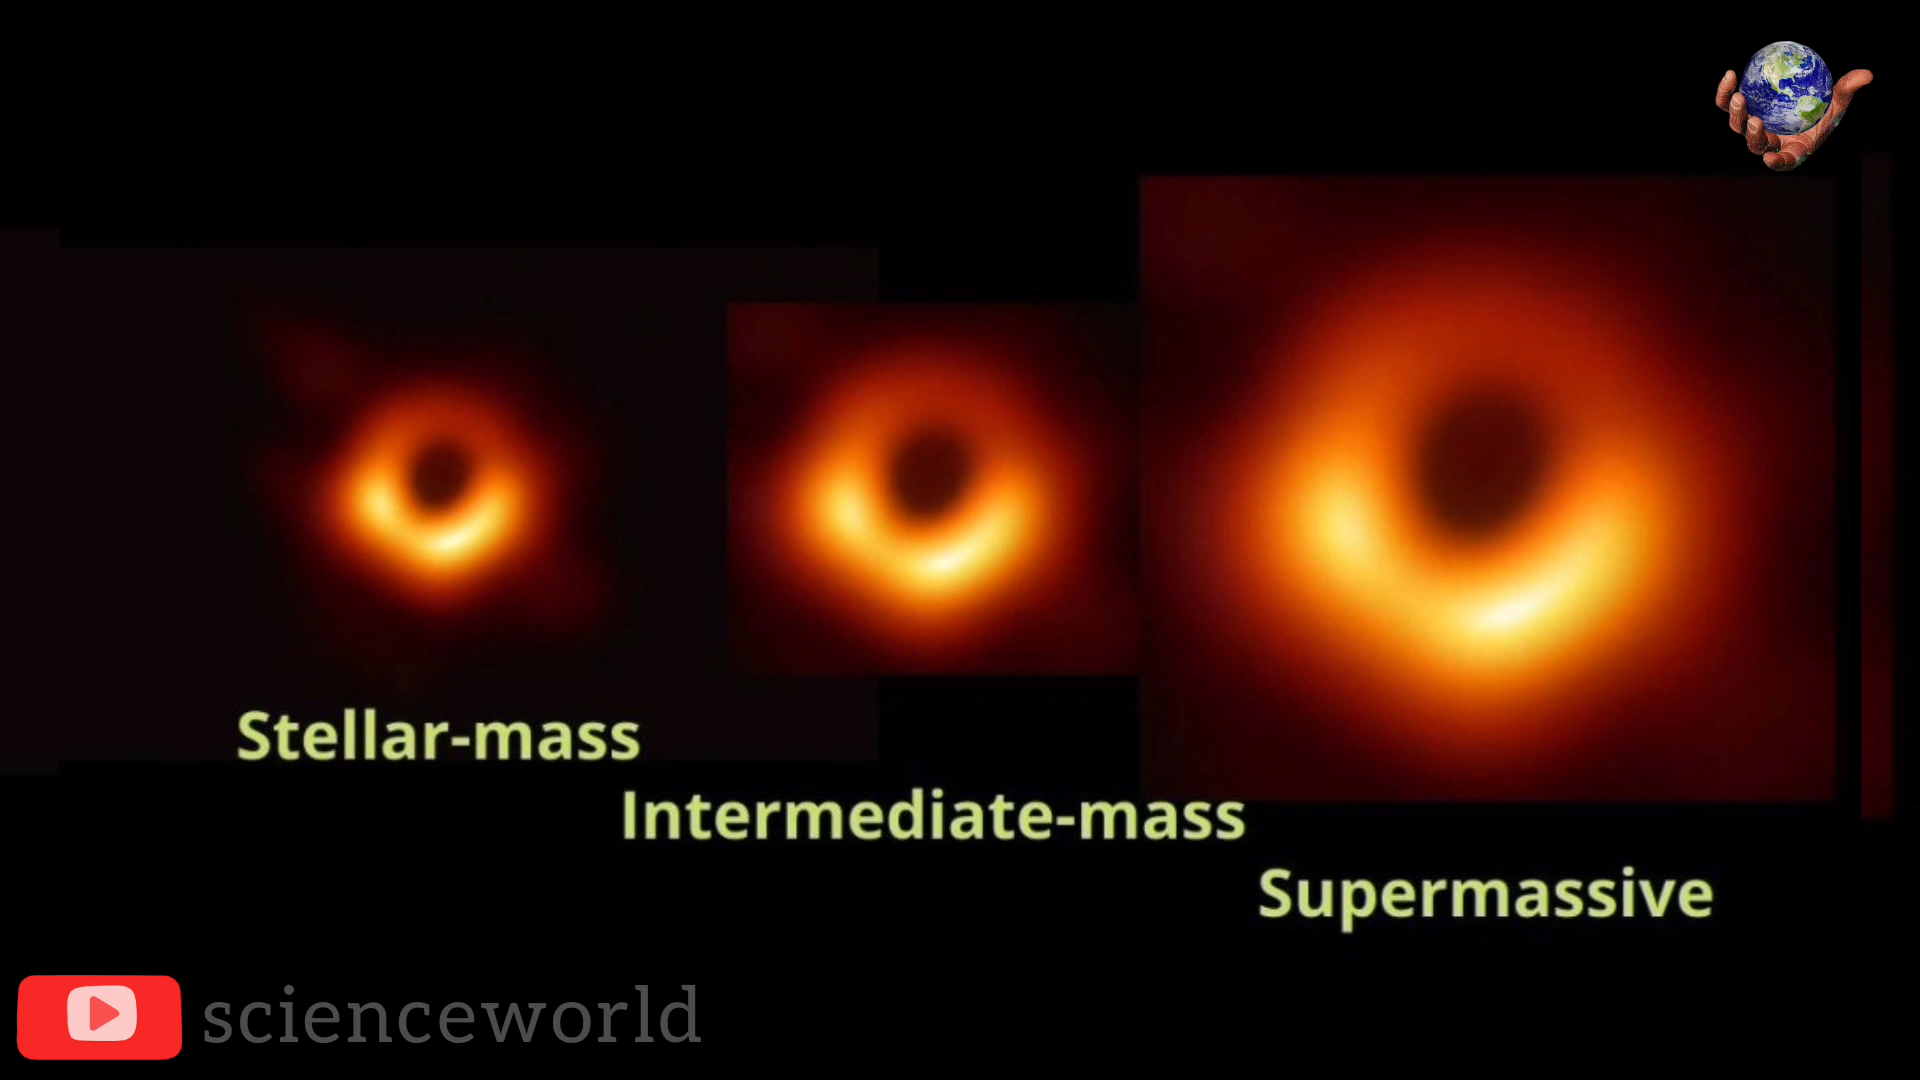 Stellar-mass
Intermediate-mass
Supermassive
scienceworld